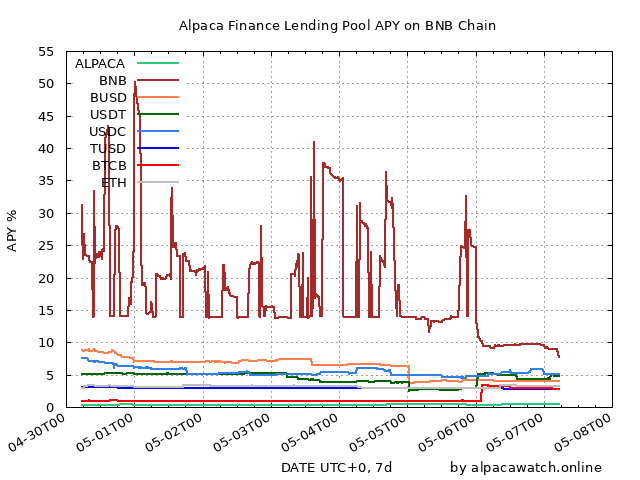 Alpaca Finance Lending Pool APY on BNB Chain
APY %
55
50
45
40
35
30
25
20
15
10
5
0
ALPACA
BNB
BUSD
USDT
USDC
TUSD
BTCB
ETH
04-30T00
05-01T00
05-02T00
05-03T00
05-04T00
05-05T00
05-06T00
05-07T00
05-08T00
DATE UTC+0, 7d
by alpacawatch.online